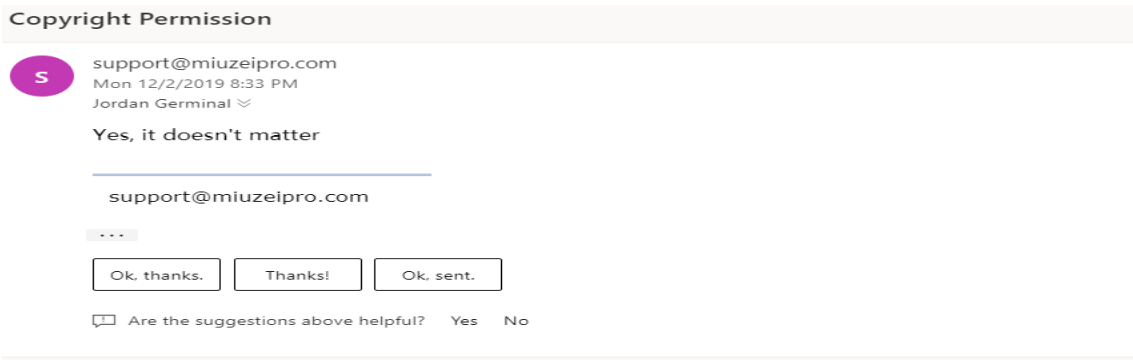 Copyright Permission
S
support@miuzeipro.com
Mon 12/2/2019 8:33 PM
Jordan Germinal
Yes, it doesn't matter
support@miuzeipro.com
...
Ok, thanks. Thanks! Ok, sent.
Are the suggestions above helpful? Yes No